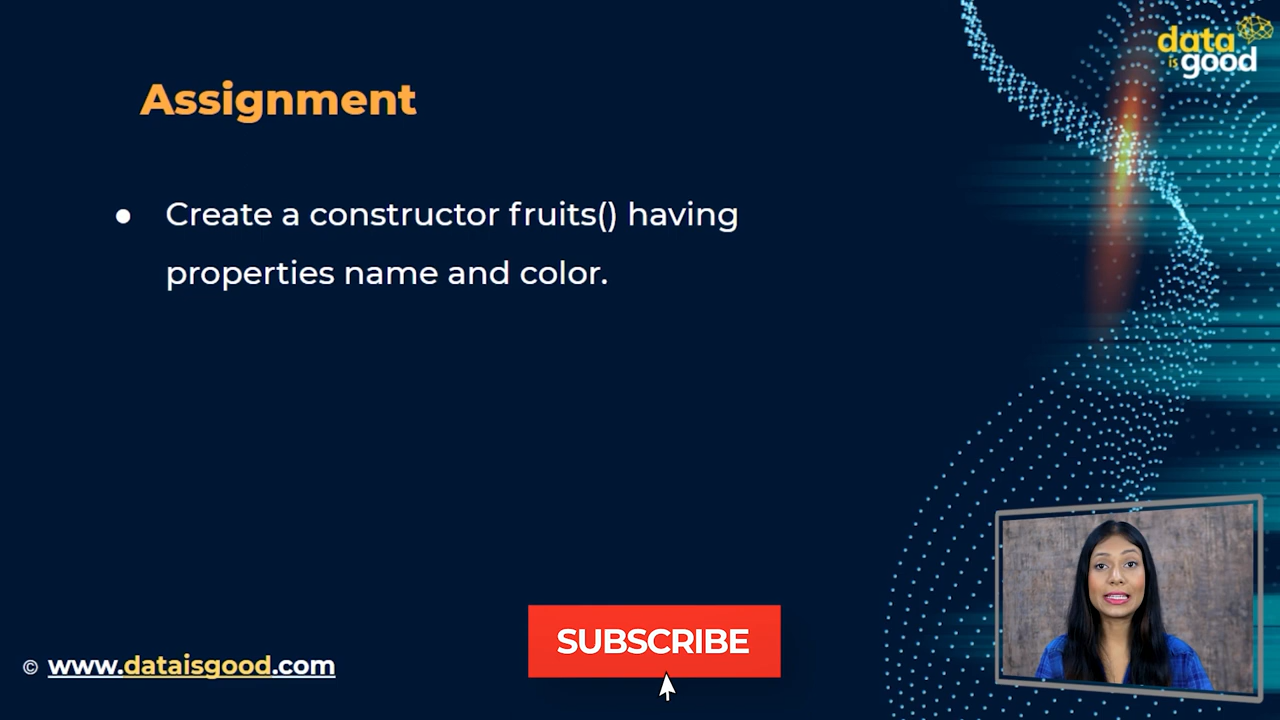 data
is good
Assignment
● Create a constructor fruits() having
properties name and color.
SUBSCRIBE
© www.dataisgood.com